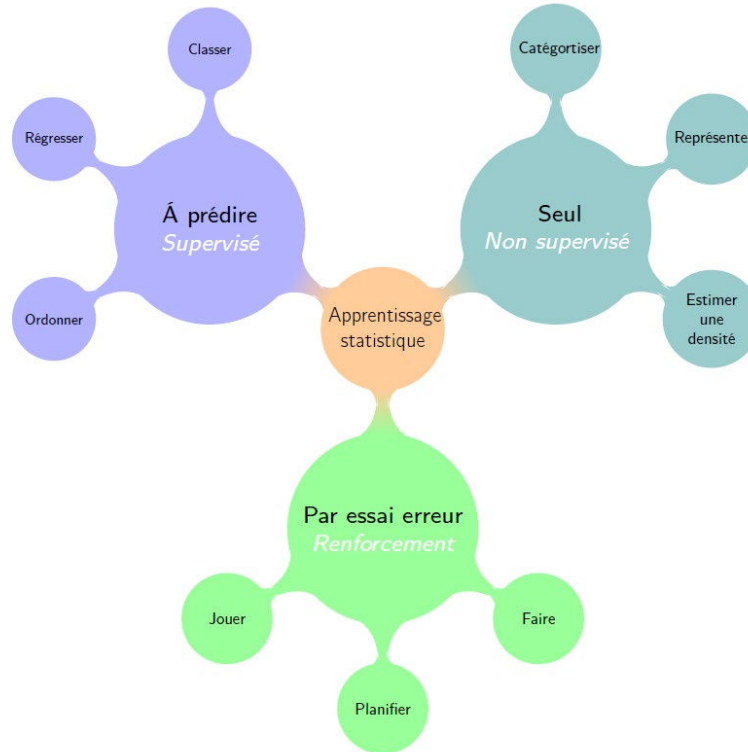 Classer
Régresser
Ordonner
Á prédire
Supervisé
Catégortiser
Représente
Estimer
une
densité
Seul
Non supervisé
Apprentissage
statistique
Par essai erreur
Renforcement
Jouer
Planifier
Faire